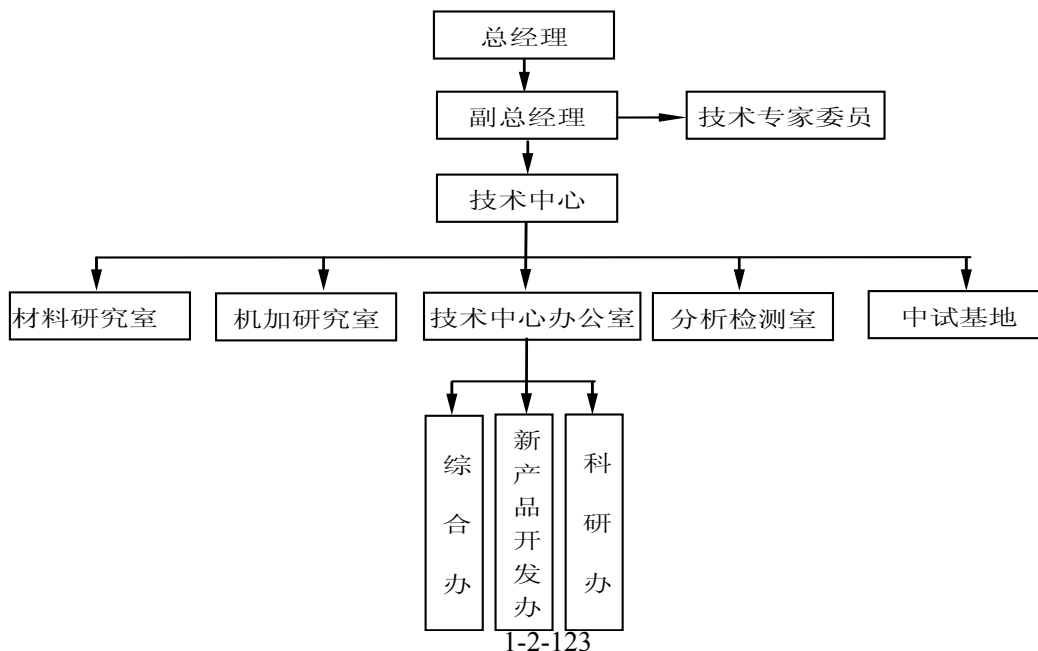 总经理
副总经理
技术专家委员
技术中心
材料研究室
机加研究室
技术中心办公室
分析检测室
中试基地
综合办
新产品开发办
科研办
1-2-123